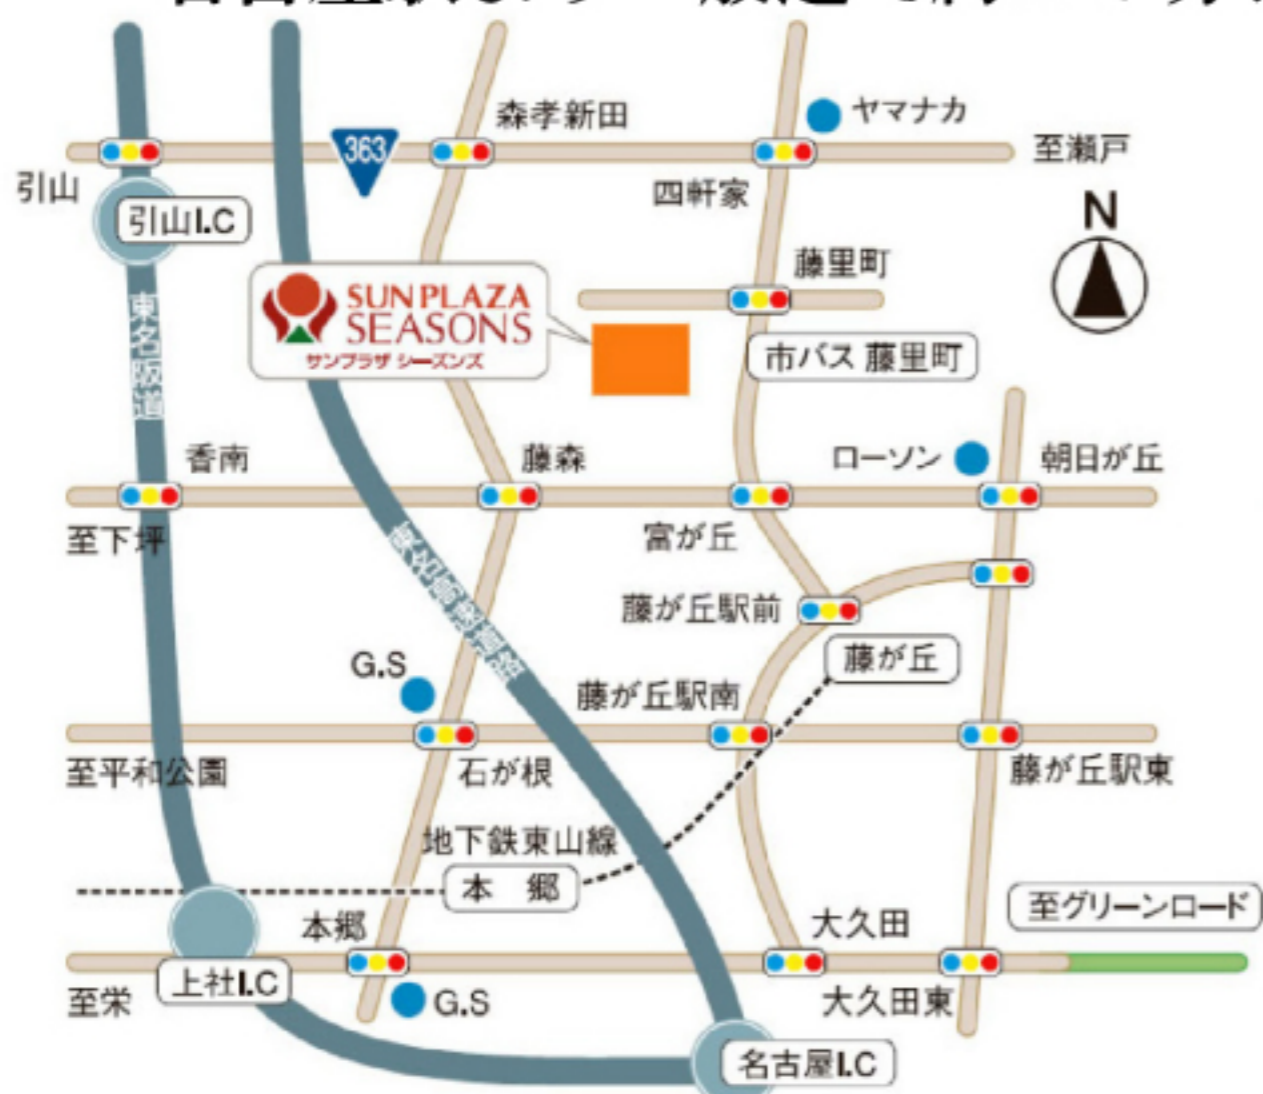 森孝新田
ヤマナカ
363
至瀬戸
引山
四軒家
引山I.C
N
藤里町
東名阪道
SUN PLAZA
SEASONS
サンプラザ シーズンズ
市バス 藤里町
香南
藤森
ローソン
朝日が丘
至下坪
富が丘
東名高速道路
藤が丘駅前
藤が丘
G.S
藤が丘駅南
至平和公園
石が根
藤が丘駅東
地下鉄東山線
本 郷
至グリーンロード
本郷
大久田
上社I.C
至栄
G.S
大久田東
名古屋I.C